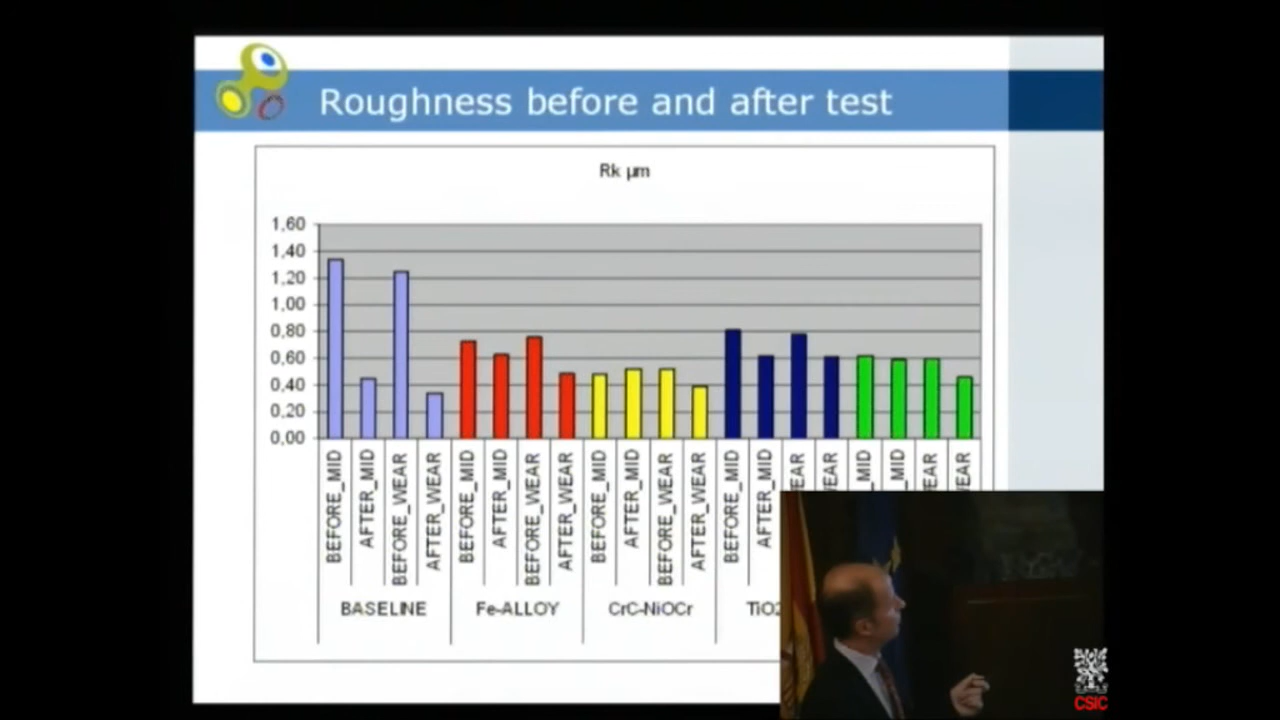 Roughness before and after test
Rk µm
1,60
1,40
1,20
1,00
0,80
0,60
0,40
0,20
0,00
BEFORE_MID
AFTER_MID
BEFORE_WEAR
AFTER_WEAR
BEFORE_MID
AFTER_MID
BEFORE_WEAR
AFTER_WEAR
BEFORE_MID
AFTER_MID
BEFORE_WEAR
AFTER_WEAR
BEFORE_MID
AFTER_MID
WEAR
WEAR
_MID
_MID
WEAR
WEAR
BASELINE
Fe-ALLOY
CrC-NiOCr
TiO2
CSIC